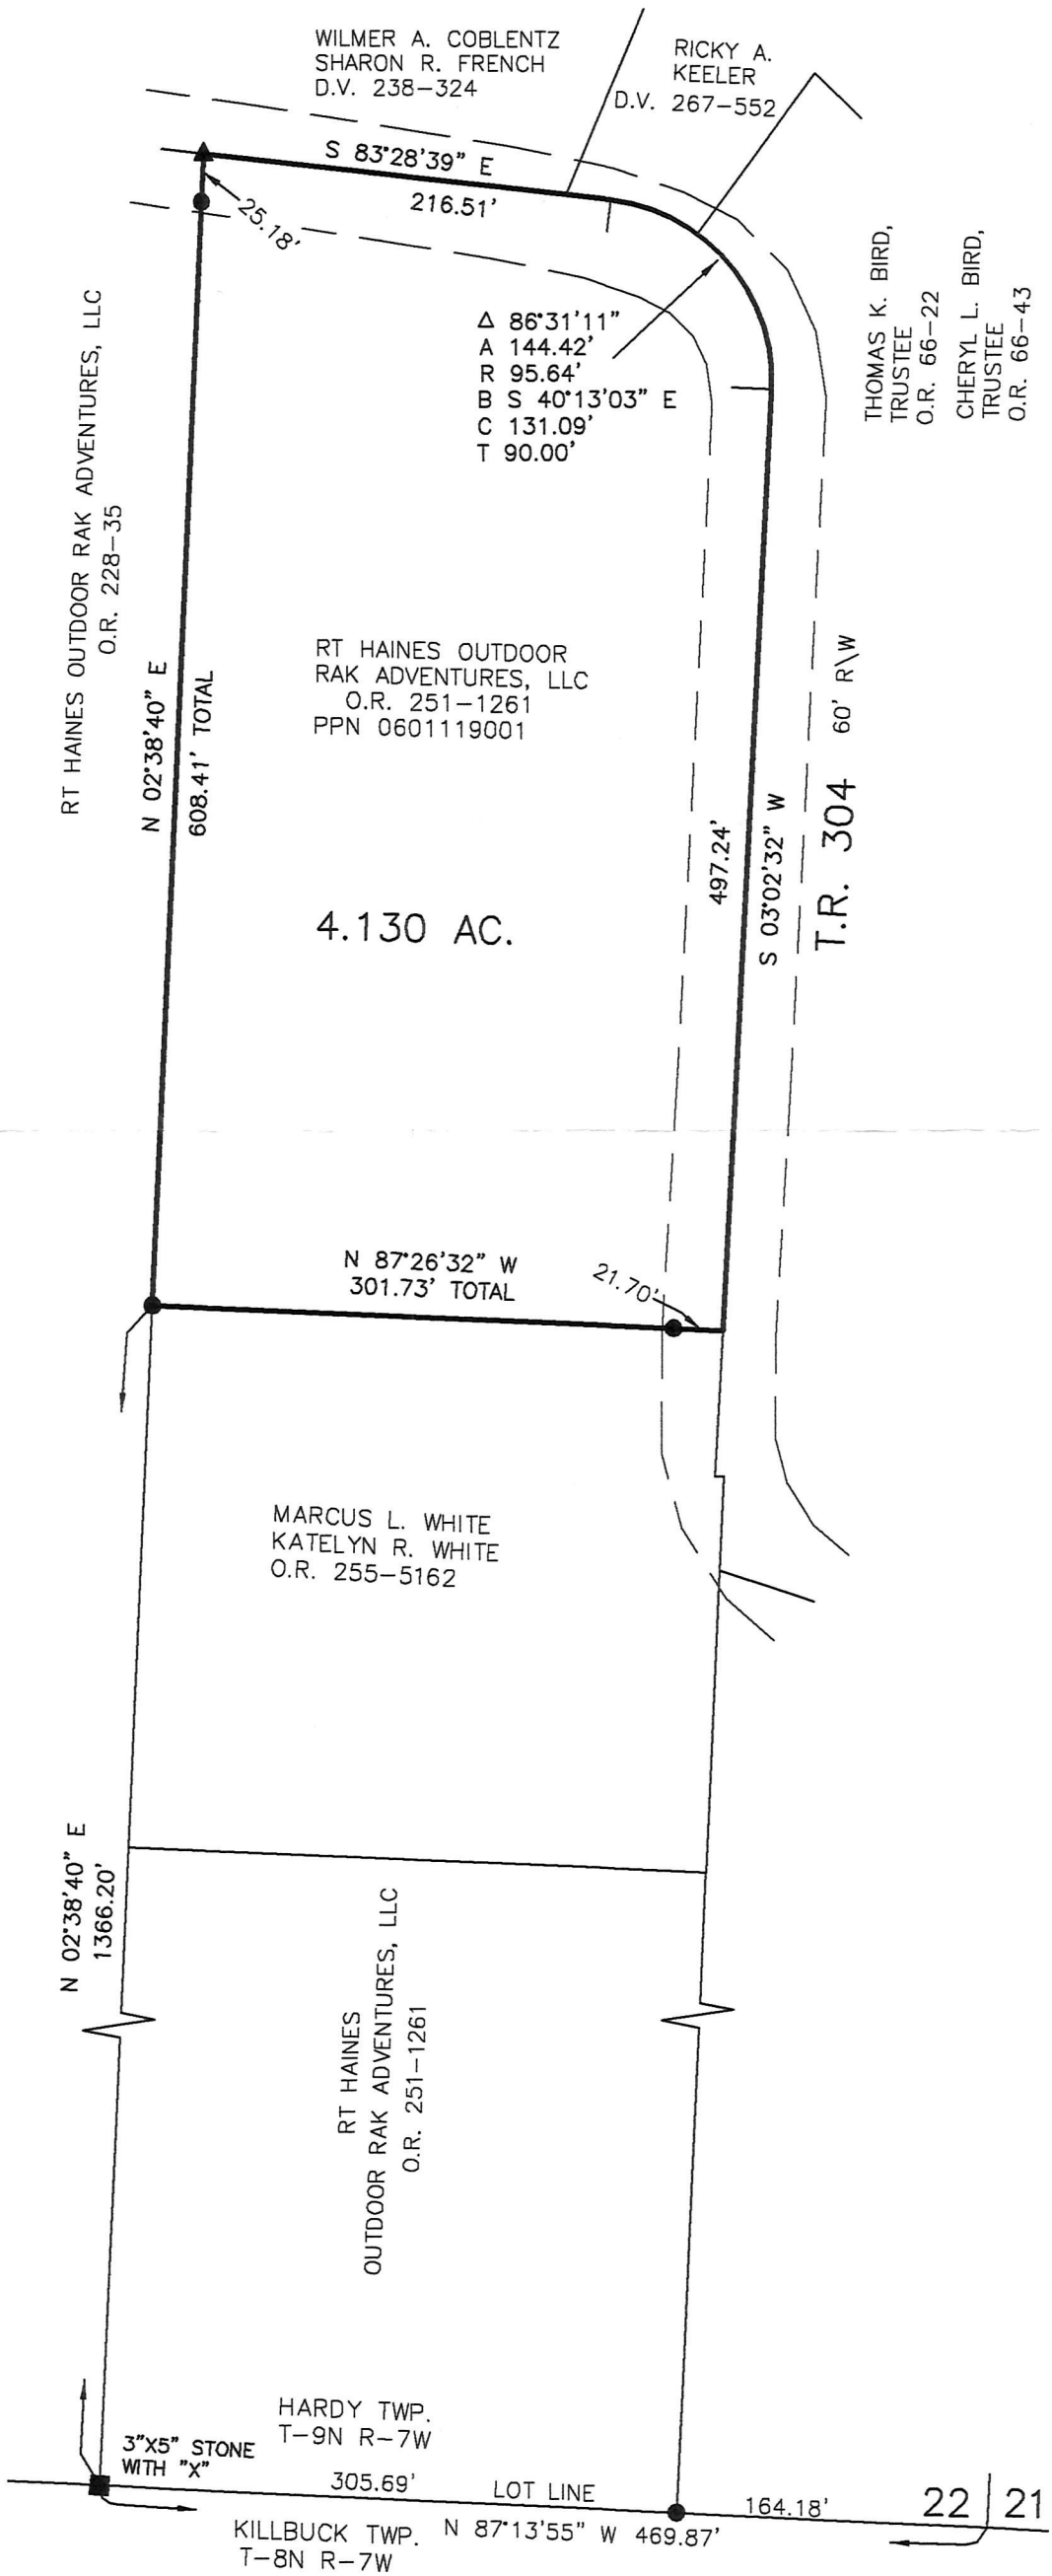 WILMER A. COBLENTZ
SHARON R. FRENCH
D.V. 238-324
RICKY A.
KEELER
D.V. 267-552
S 83°28'39" E
216.51'
25.18'
Δ 86°31'11"
A 144.42'
R 95.64'
B S 40°13'03" E
C 131.09'
T 90.00'
THOMAS K. BIRD,
TRUSTEE
O.R. 66-22
CHERYL L. BIRD,
TRUSTEE
O.R. 66-43
RT HAINES OUTDOOR RAK ADVENTURES, LLC
O.R. 228-35
N 02°38'40" E
608.41' TOTAL
RT HAINES OUTDOOR
RAK ADVENTURES, LLC
O.R. 251-1261
PPN 0601119001
4.130 AC.
497.24'
S 03°02'32" W
T.R. 304 60' R\W
N 87°26'32" W
301.73' TOTAL
21.70'
MARCUS L. WHITE
KATELYN R. WHITE
O.R. 255-5162
N 02°38'40" E
1366.20'
RT HAINES
OUTDOOR RAK ADVENTURES, LLC
O.R. 251-1261
HARDY TWP.
T-9N R-7W
3"X5" STONE
WITH "X"
305.69' LOT LINE 164.18'
22 21
KILLBUCK TWP. N 87°13'55" W 469.87'
T-8N R-7W